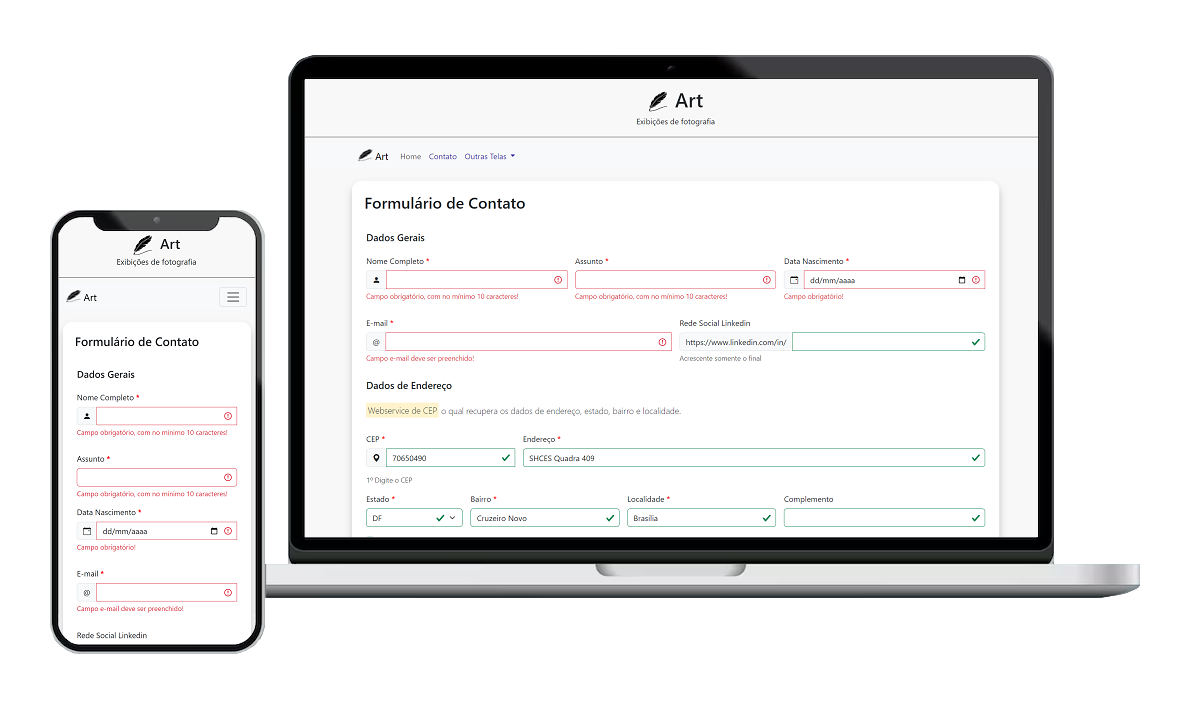 Art
Exibições de fotografia
Art
Formulário de Contato
Dados Gerais
Nome Completo *
Campo obrigatório, com no mínimo 10 caracteres!
Assunto *
Campo obrigatório, com no mínimo 10 caracteres!
Data Nascimento *
dd/mm/aaaa
Campo obrigatório!
E-mail *
@
Campo e-mail deve ser preenchido!
Rede Social Linkedin
Art
Exibições de fotografia
Art Home Contato Outras Telas
Formulário de Contato
Dados Gerais
Nome Completo * Assunto * Data Nascimento *
dd/mm/aaaa
Campo obrigatório, com no mínimo 10 caracteres! Campo obrigatório, com no mínimo 10 caracteres! Campo obrigatório!
E-mail * Rede Social Linkedin
@ https://www.linkedin.com/in/
Campo e-mail deve ser preenchido! Acrescente somente o final
Dados de Endereço
Webservice de CEP o qual recupera os dados de endereço, estado, bairro e localidade.
CEP * Endereço *
70650490 SHCES Quadra 409
1º Digite o CEP
Estado * Bairro * Localidade * Complemento
DF Cruzeiro Novo Brasília